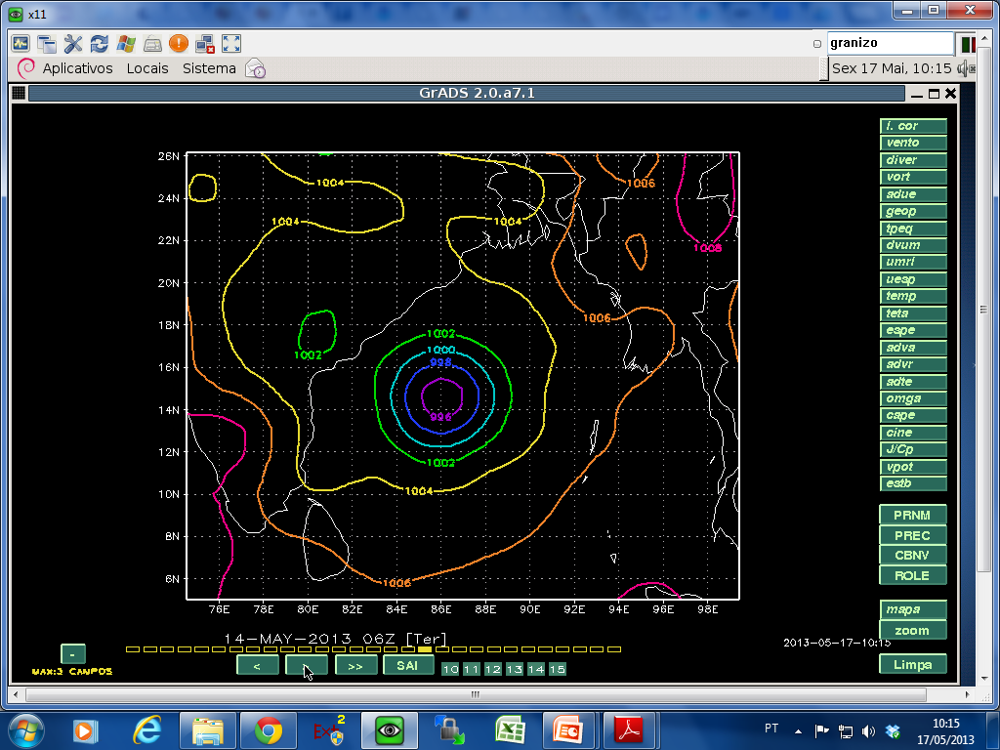 x11
granizo
Aplicativos Locais Sistema
Sex 17 Mai, 10:15
GrADS 2.0.a7.1
26N
24N
22N
20N
18N
16N
14N
12N
10N
8N
6N
76E 78E 80E 82E 84E 86E 88E 90E 92E 94E 96E 98E
1004
1006
1004
1004
1008
1006
1002
1002
1000
998
996
1002
1004
1006
l. cor
vento
diver
vort
adue
geop
tpeq
dvum
umrl
uesp
temp
teta
espe
adva
advr
adte
omga
cape
cine
J/Cp
vpot
estb
PRNM
PREC
CBNV
ROLE
mapa
zoom
Limpa
14-MAY-2013 06Z [Ter]
2013-05-17-10:15
-
MAX:3 CAMPOS
< > >> SAI 10 11 12 13 14 15
Ext 2
PT
10:15
17/05/2013